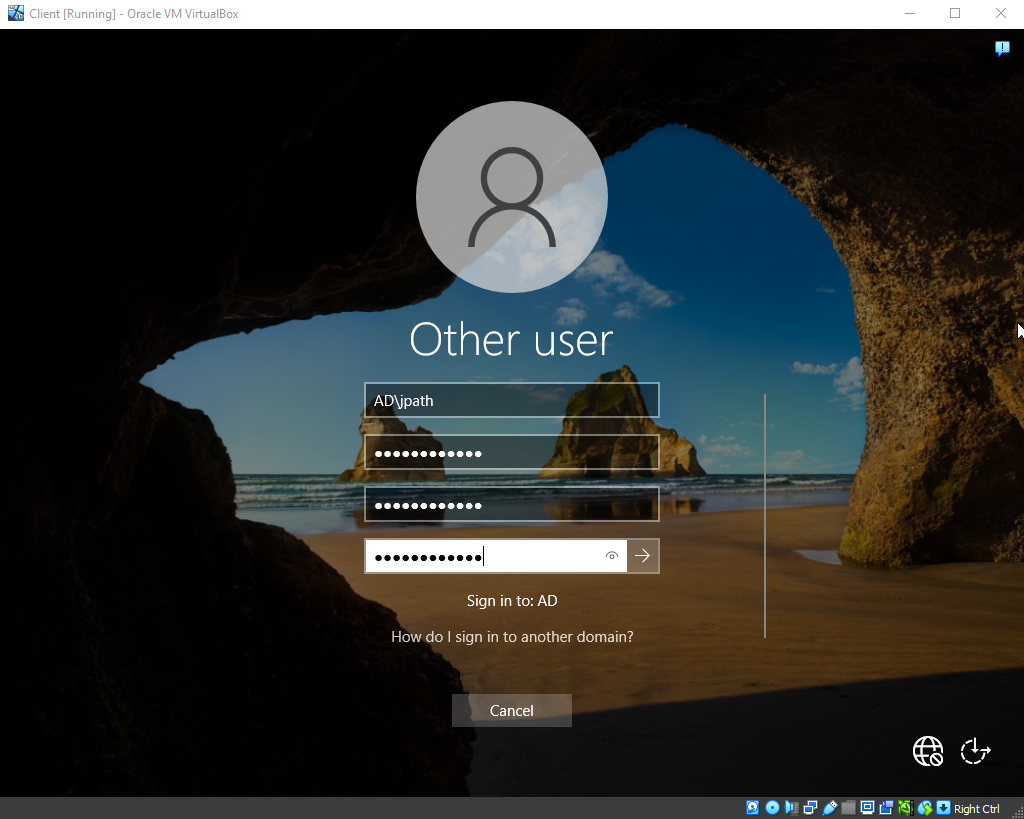 Client [Running] - Oracle VM VirtualBox
Other user
AD\jpath
••••••••••••
••••••••••••
••••••••••••
Sign in to: AD
How do I sign in to another domain?
Cancel
Right Ctrl